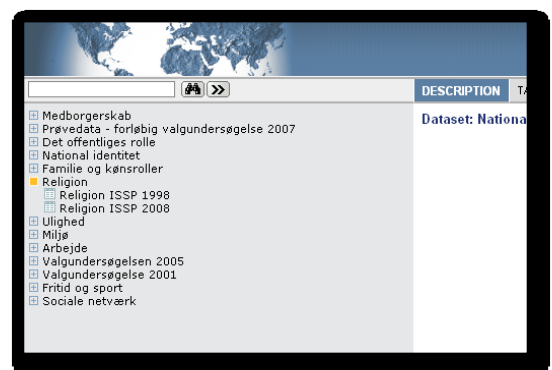 DESCRIPTION
Dataset:
Medborgerskab
Prøvedata - forløbig valgundersøgelse 2007
Det offentliges rolle
National identitet
Familie og kønsroller
Religion
Religion ISSP 1998
Religion ISSP 2008
Ulighed
Miljø
Arbejde
Valgundersøgelsen 2005
Valgundersøgelse 2001
Fritid og sport
Sociale netværk